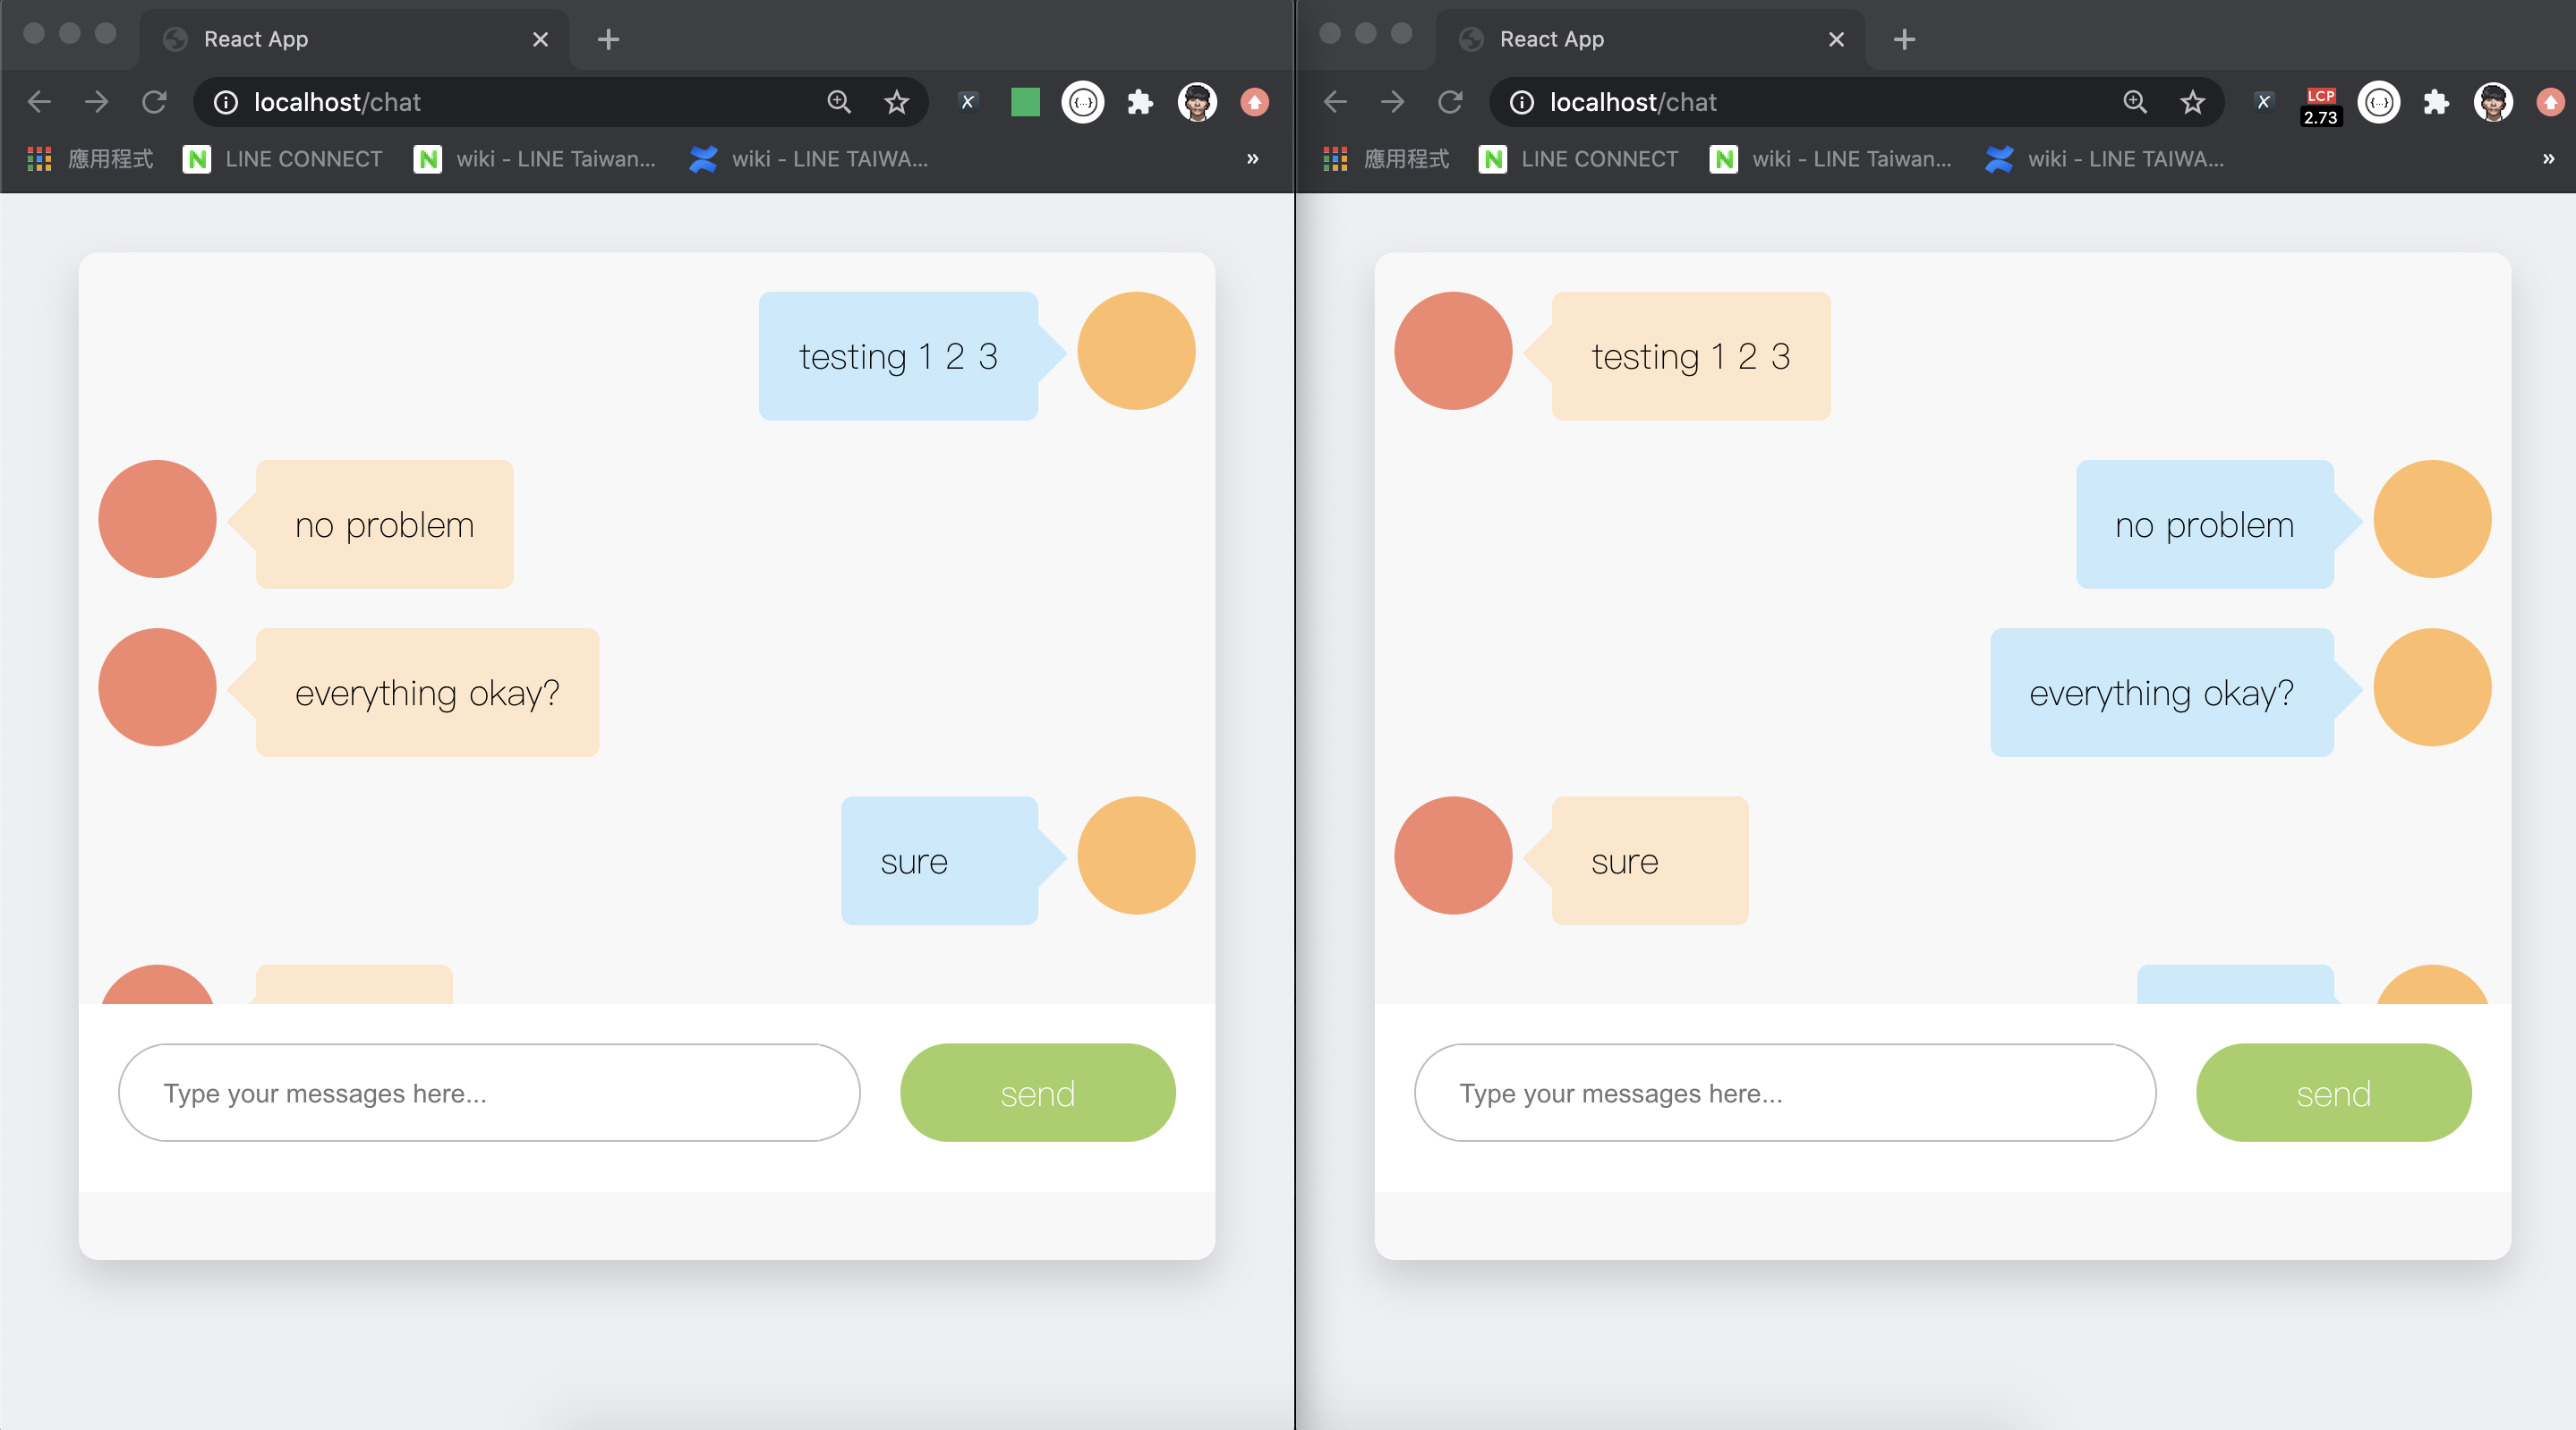 React App
localhost/chat
應用程式
LINE CONNECT
wiki - LINE Taiwan...
wiki - LINE TAIWA...
»
testing 1 2 3
no problem
everything okay?
sure
Type your messages here...
send
React App
localhost/chat
LCP
2.73
應用程式
LINE CONNECT
wiki - LINE Taiwan...
wiki - LINE TAIWA...
»
testing 1 2 3
no problem
everything okay?
sure
Type your messages here...
send